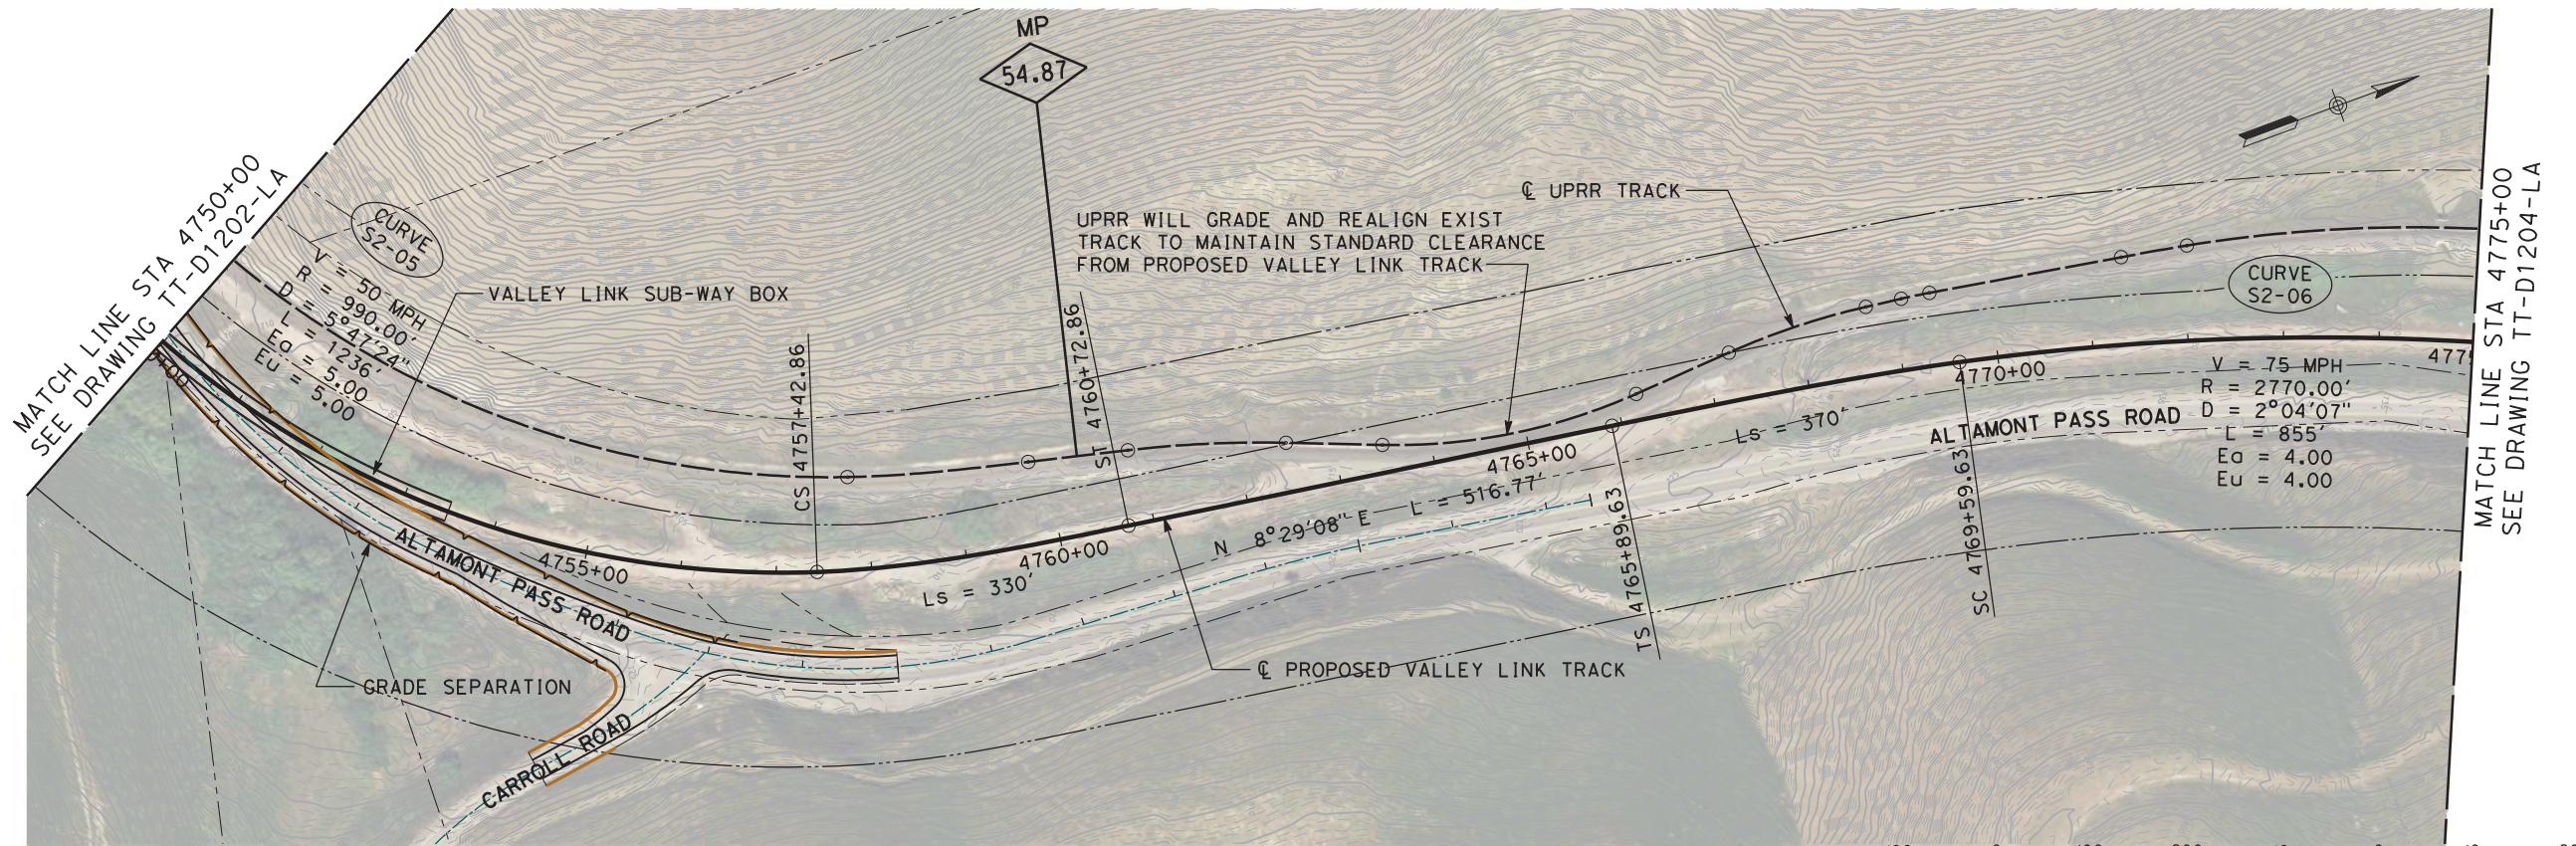 MP
54.87
MATCH LINE STA 4750+00
SEE DRAWING TT-D1202-LA
CURVE
S2-05
V = 50 MPH
R = 990.00'
D = 5°47'24"
L = 1236'
Ea = 5.00
Eu = 5.00
VALLEY LINK SUB-WAY BOX
UPRR WILL GRADE AND REALIGN EXIST
TRACK TO MAINTAIN STANDARD CLEARANCE
FROM PROPOSED VALLEY LINK TRACK
℄ UPRR TRACK
CS 4757+42.86
ST 4760+72.86
4755+00
4760+00
4765+00
4770+00
Ls = 330'
N 8°29'08" E L = 516.77'
Ls = 370'
TS 4765+89.63
SC 4769+59.63
ALTAMONT PASS ROAD
GRADE SEPARATION
CARROLL ROAD
℄ PROPOSED VALLEY LINK TRACK
ALTAMONT PASS ROAD
CURVE
S2-06
V = 75 MPH
R = 2770.00'
D = 2°04'07"
L = 855'
Ea = 4.00
Eu = 4.00
477
MATCH LINE STA 4775+00
SEE DRAWING TT-D1204-LA